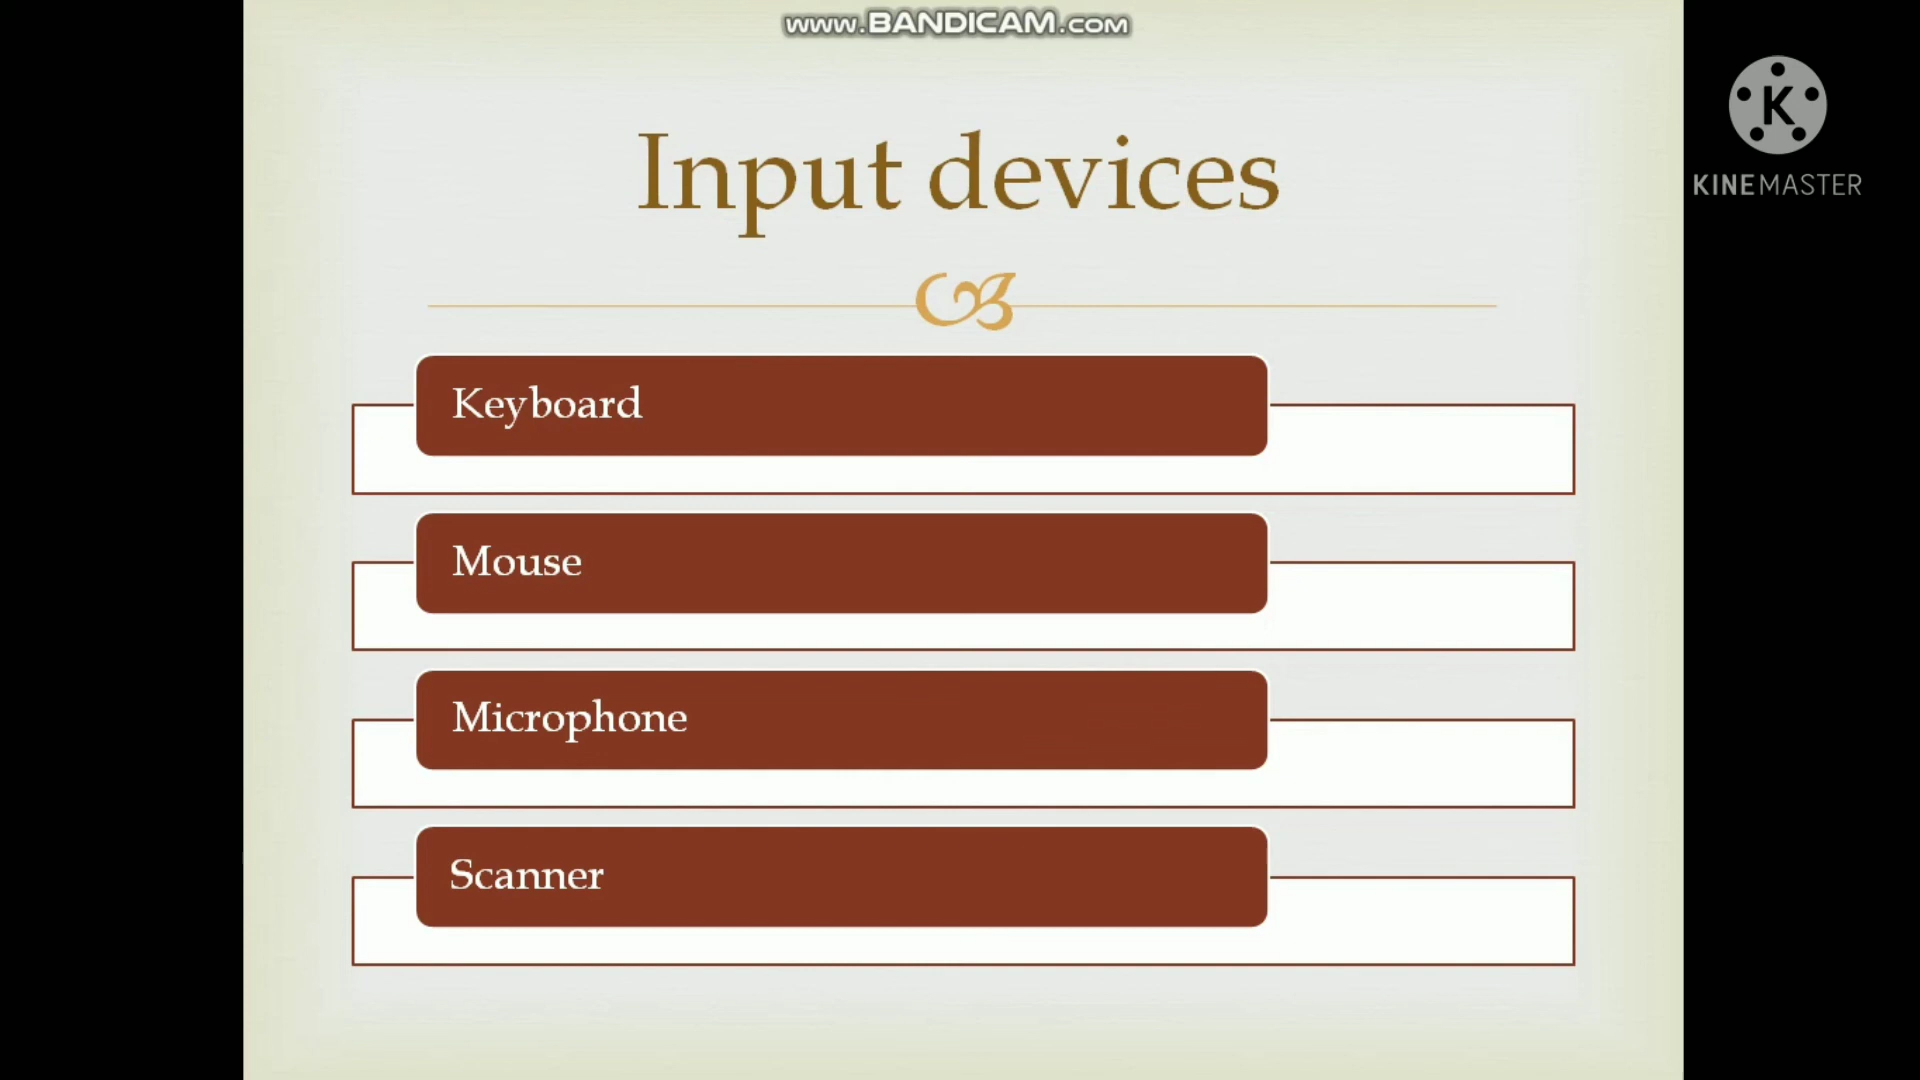 www.BANDICAM.com
K
KINEMASTER
Input devices
Keyboard
Mouse
Microphone
Scanner